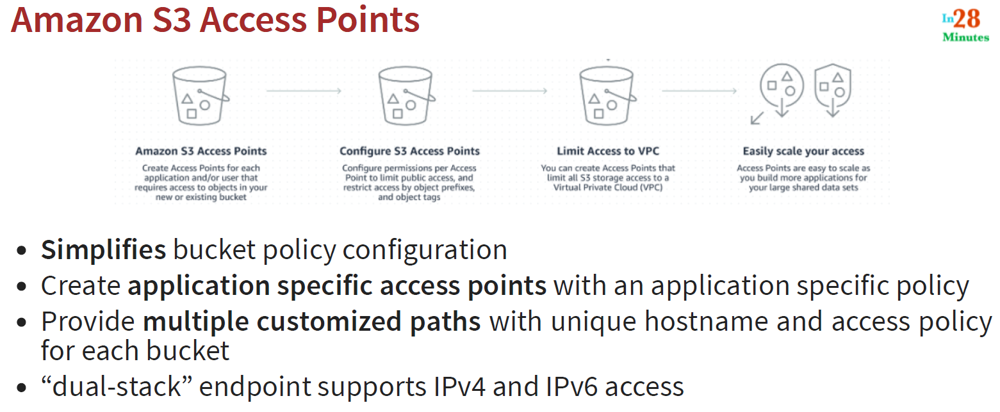 Amazon S3 Access Points
In28
Minutes
Amazon S3 Access Points
Create Access Points for each
application and/or user that
requires access to objects in your
new or existing bucket
Configure S3 Access Points
Configure permissions per Access
Point to limit public access, and
restrict access by object prefixes,
and object tags
Limit Access to VPC
You can create Access Points that
limit all S3 storage access to a
Virtual Private Cloud (VPC)
Easily scale your access
Access Points are easy to scale as
you build more applications for
your large shared data sets
• Simplifies bucket policy configuration
• Create application specific access points with an application specific policy
• Provide multiple customized paths with unique hostname and access policy
for each bucket
• “dual-stack” endpoint supports IPv4 and IPv6 access